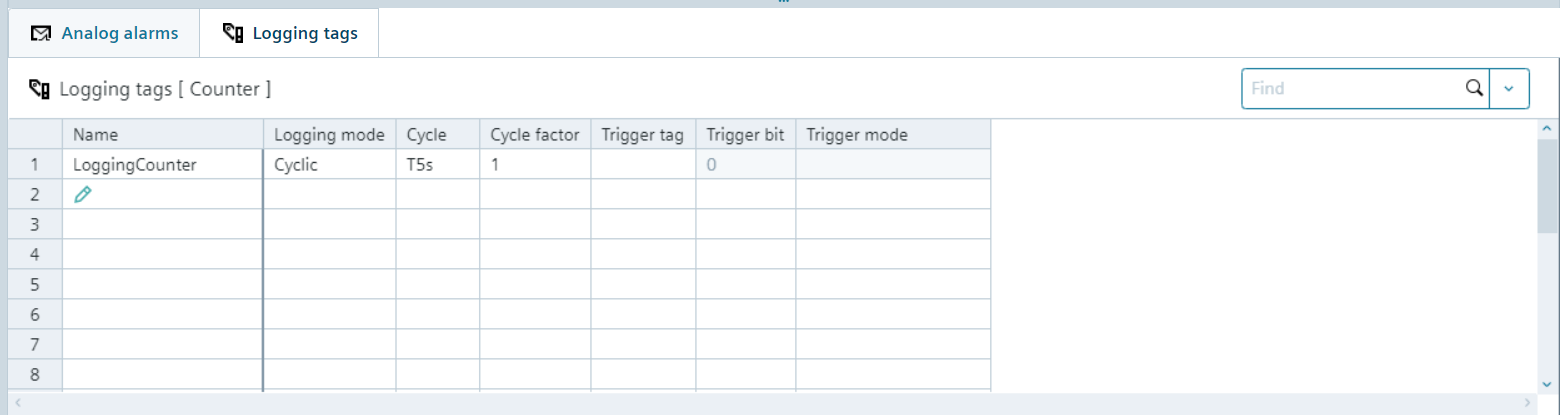 Analog alarms Logging tags
Logging tags [ Counter ] Find
Name Logging mode Cycle Cycle factor Trigger tag Trigger bit Trigger mode
1 LoggingCounter Cyclic T5s 1 0
2
3
4
5
6
7
8